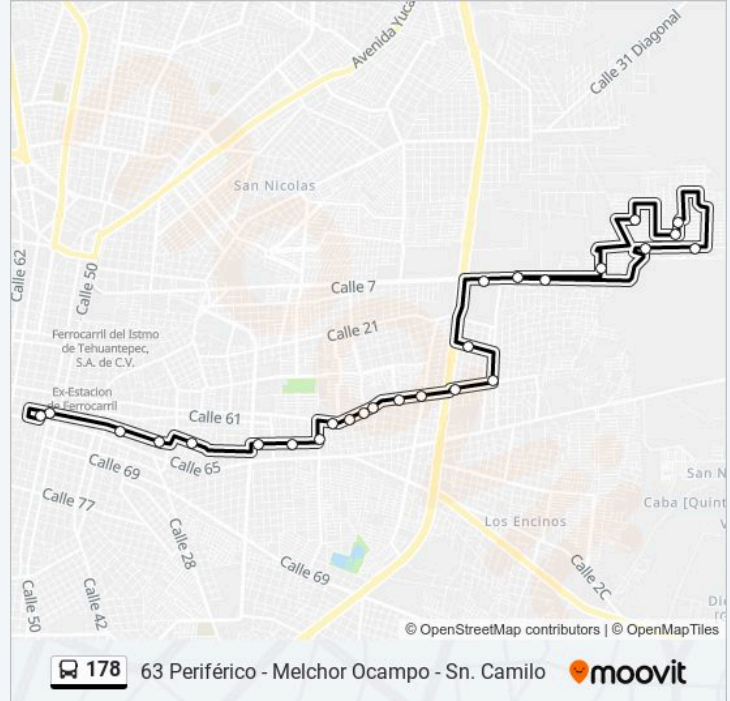 Avenida Yuca
Calle 31 Diagonal
San Nicolas
Calle 62
Calle 50
Calle 7
Calle 21
Ferrocarril del Istmo
de Tehuantepec,
S.A. de C.V.
Ex-Estacion
de Ferrocarril
Calle 61
Calle 69
Calle 65
San N
Caba [Quint
V
Calle 77
Los Encinos
Calle 28
Calle 69
Calle 2C
Calle 50
Calle 42
Die
[G
© OpenStreetMap contributors | © OpenMapTiles
178 63 Periférico - Melchor Ocampo - Sn. Camilo moovit